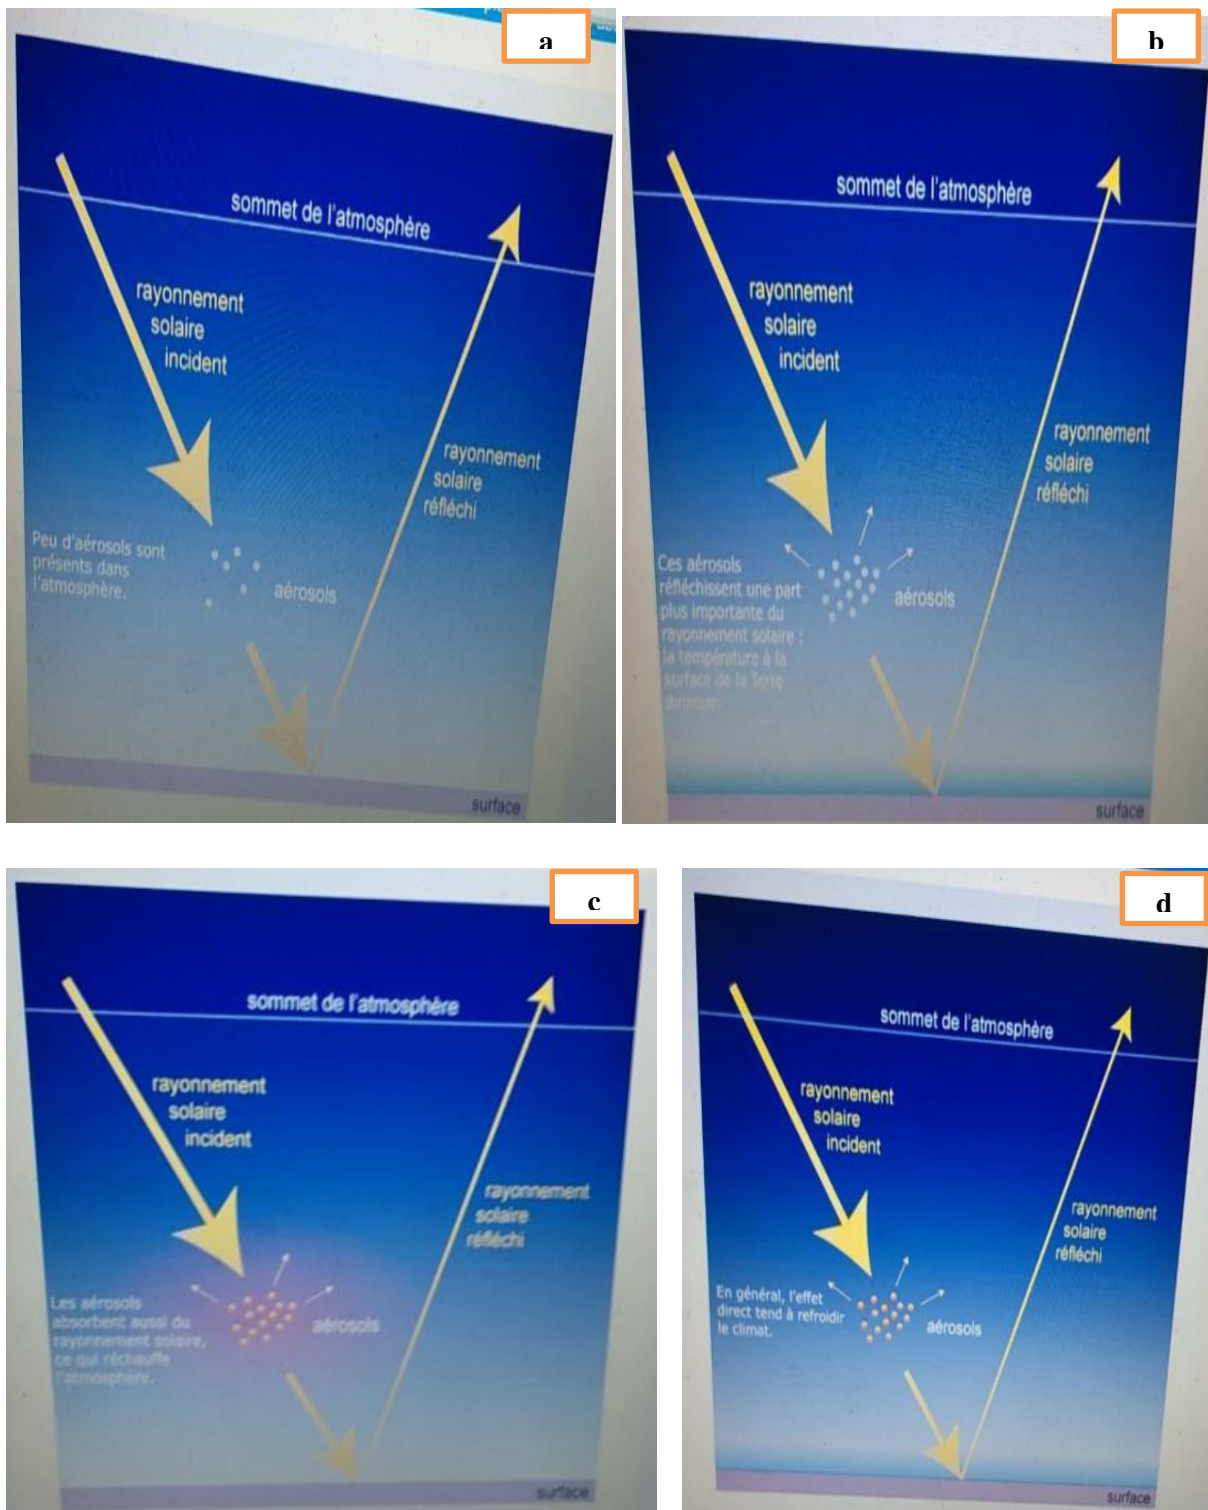 a
sommet de l'atmosphère
rayonnement
solaire
incident
rayonnement
solaire
réfléchi
Peu d'aérosols sont
présents dans
l'atmosphère.
aérosols
surface
b
sommet de l'atmosphère
rayonnement
solaire
incident
rayonnement
solaire
réfléchi
Ces aérosols
réfléchissent une part
plus importante du
rayonnement solaire :
la température à la
surface de la Terre
diminue.
aérosols
surface
c
sommet de l'atmosphère
rayonnement
solaire
incident
rayonnement
solaire
réfléchi
Les aérosols
absorbent aussi du
rayonnement solaire,
ce qui réchauffe
l'atmosphère.
aérosols
surface
d
sommet de l'atmosphère
rayonnement
solaire
incident
rayonnement
solaire
réfléchi
En général, l'effet
direct tend à refroidir
le climat.
aérosols
surface